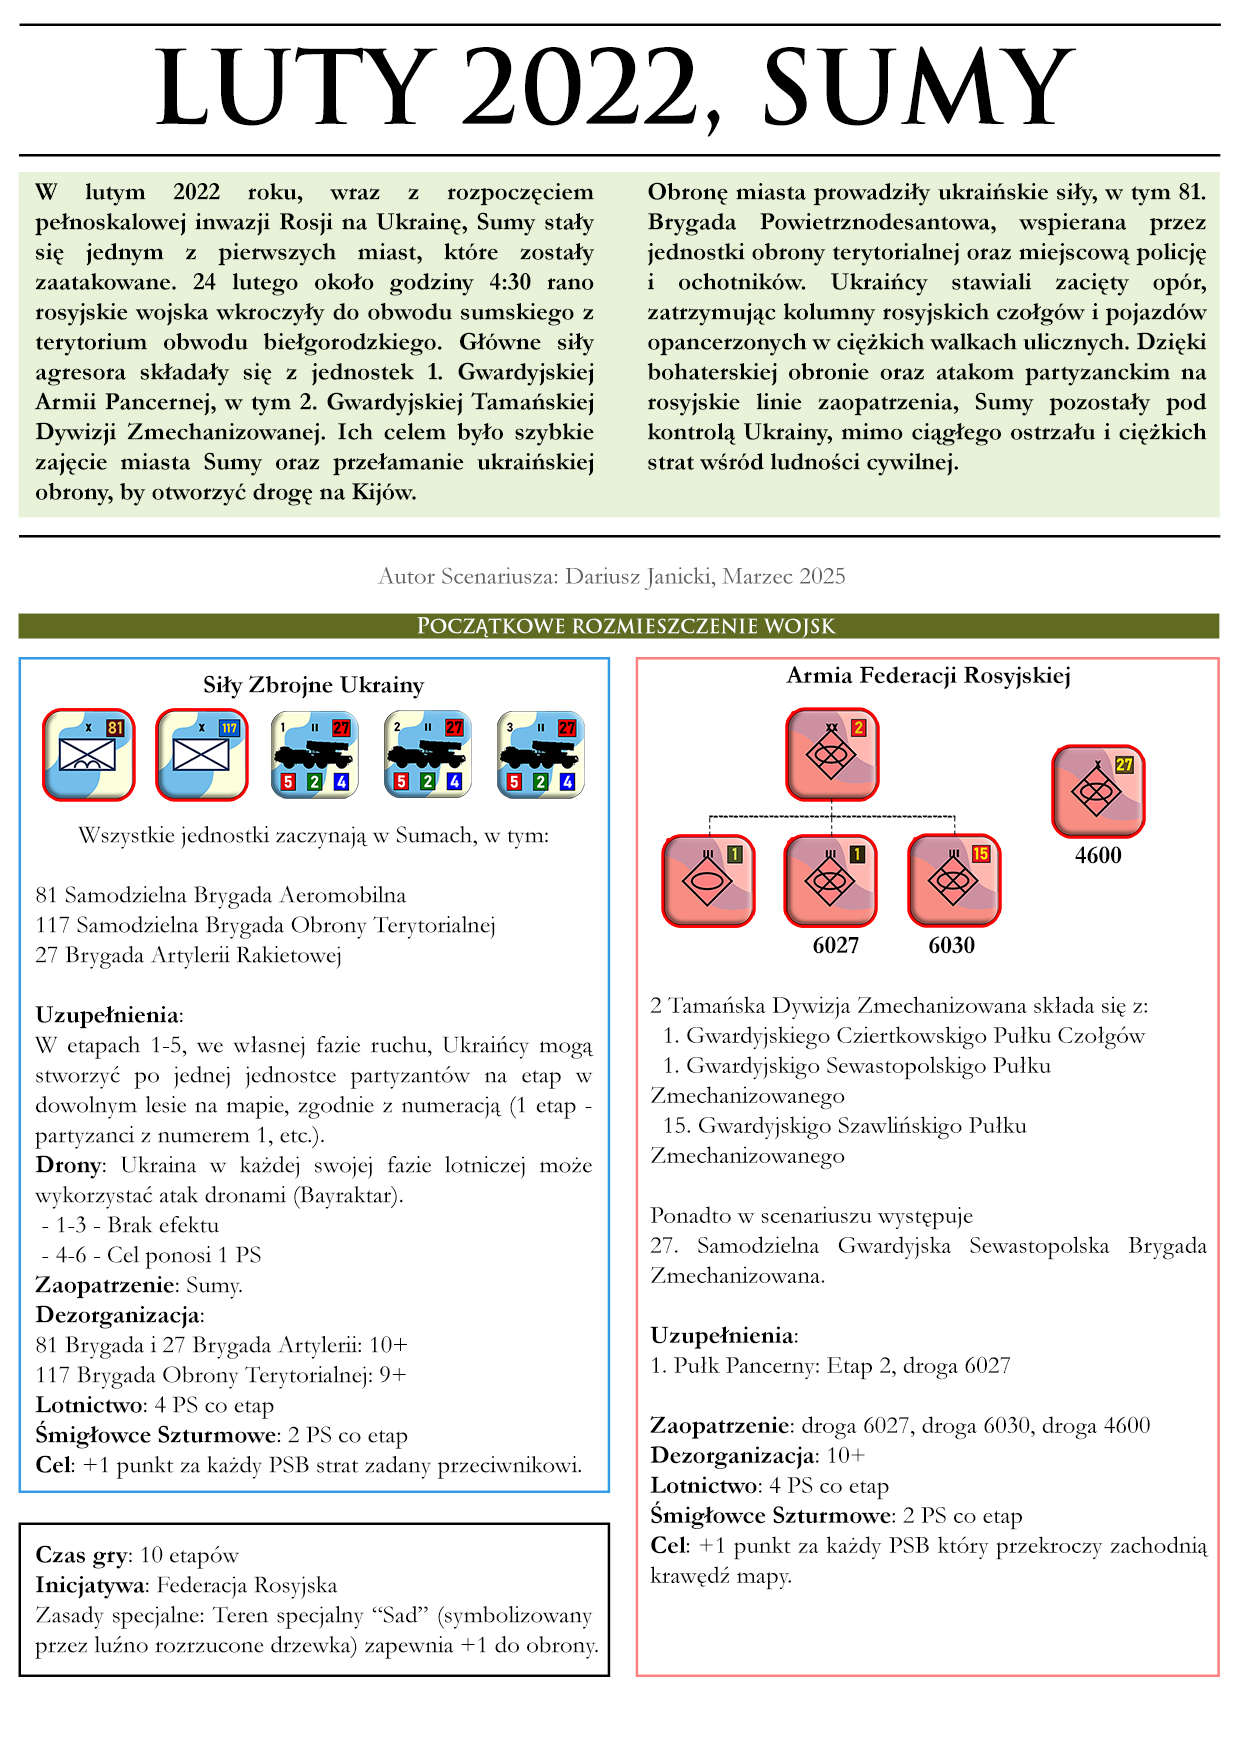 LUTY 2022, SUMY
W lutym 2022 roku, wraz z rozpoczęciem
pełnoskalowej inwazji Rosji na Ukrainę, Sumy stały
się jednym z pierwszych miast, które zostały
zaatakowane. 24 lutego około godziny 4:30 rano
rosyjskie wojska wkroczyły do obwodu sumskiego z
terytorium obwodu biełgorodzkiego. Główne siły
agresora składały się z jednostek 1. Gwardyjskiej
Armii Pancernej, w tym 2. Gwardyjskiej Tamańskiej
Dywizji Zmechanizowanej. Ich celem było szybkie
zajęcie miasta Sumy oraz przełamanie ukraińskiej
obrony, by otworzyć drogę na Kijów.
Obronę miasta prowadziły ukraińskie siły, w tym 81.
Brygada Powietrznodesantowa, wspierana przez
jednostki obrony terytorialnej oraz miejscową policję
i ochotników. Ukraińcy stawiali zacięty opór,
zatrzymując kolumny rosyjskich czołgów i pojazdów
opancerzonych w ciężkich walkach ulicznych. Dzięki
bohaterskiej obronie oraz atakom partyzanckim na
rosyjskie linie zaopatrzenia, Sumy pozostały pod
kontrolą Ukrainy, mimo ciągłego ostrzału i ciężkich
strat wśród ludności cywilnej.
Autor Scenariusza: Dariusz Janicki, Marzec 2025
POCZĄTKOWE ROZMIESZCZENIE WOJSK
Siły Zbrojne Ukrainy
X 81
X 117
1 II 27
5 2 4
2 II 27
5 2 4
3 II 27
5 2 4
Wszystkie jednostki zaczynają w Sumach, w tym:
81 Samodzielna Brygada Aeromobilna
117 Samodzielna Brygada Obrony Terytorialnej
27 Brygada Artylerii Rakietowej
Uzupełnienia:
W etapach 1-5, we własnej fazie ruchu, Ukraińcy mogą
stworzyć po jednej jednostce partyzantów na etap w
dowolnym lesie na mapie, zgodnie z numeracją (1 etap -
partyzanci z numerem 1, etc.).
Drony: Ukraina w każdej swojej fazie lotniczej może
wykorzystać atak dronami (Bayraktar).
- 1-3 - Brak efektu
- 4-6 - Cel ponosi 1 PS
Zaopatrzenie: Sumy.
Dezorganizacja:
81 Brygada i 27 Brygada Artylerii: 10+
117 Brygada Obrony Terytorialnej: 9+
Lotnictwo: 4 PS co etap
Śmigłowce Szturmowe: 2 PS co etap
Cel: +1 punkt za każdy PSB strat zadany przeciwnikowi.
Czas gry: 10 etapów
Inicjatywa: Federacja Rosyjska
Zasady specjalne: Teren specjalny “Sad” (symbolizowany
przez luźno rozrzucone drzewka) zapewnia +1 do obrony.
Armia Federacji Rosyjskiej
XX 2
X 27
4600
III 1
III 1
III 15
6027
6030
2 Tamańska Dywizja Zmechanizowana składa się z:
1. Gwardyjskiego Cziertkowskigo Pułku Czołgów
1. Gwardyjskigo Sewastopolskigo Pułku
Zmechanizowanego
15. Gwardyjskigo Szawlińskigo Pułku
Zmechanizowanego
Ponadto w scenariuszu występuje
27. Samodzielna Gwardyjska Sewastopolska Brygada
Zmechanizowana.
Uzupełnienia:
1. Pułk Pancerny: Etap 2, droga 6027
Zaopatrzenie: droga 6027, droga 6030, droga 4600
Dezorganizacja: 10+
Lotnictwo: 4 PS co etap
Śmigłowce Szturmowe: 2 PS co etap
Cel: +1 punkt za każdy PSB który przekroczy zachodnią
krawędź mapy.